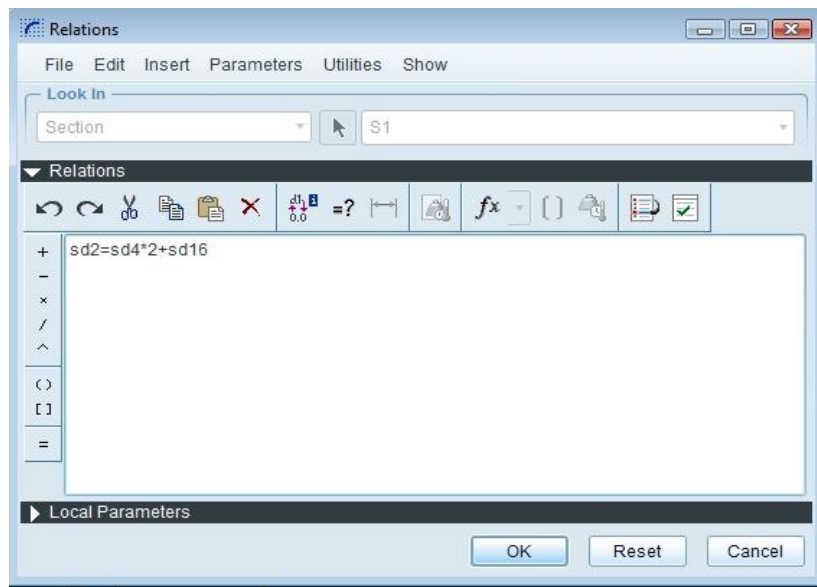 Relations
File Edit Insert Parameters Utilities Show
Look In
Section S1
Relations
=? fx ( )
+
sd2=sd4*2+sd16
-
×
/
^
( )
[ ]
=
Local Parameters
OK Reset Cancel